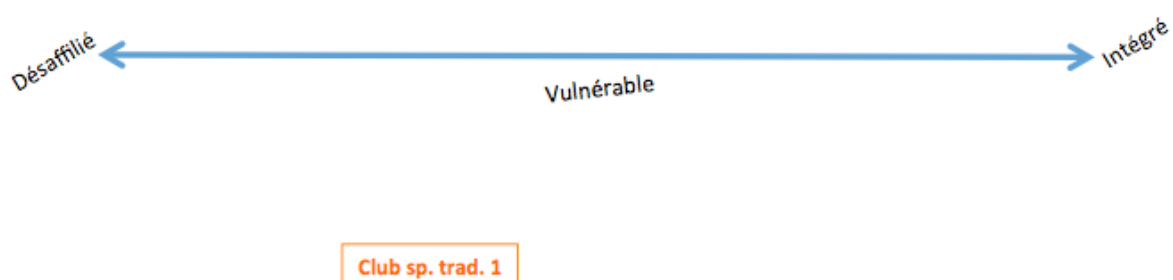 Désaffilié
Intégré
Vulnérable
Club sp. trad. 1